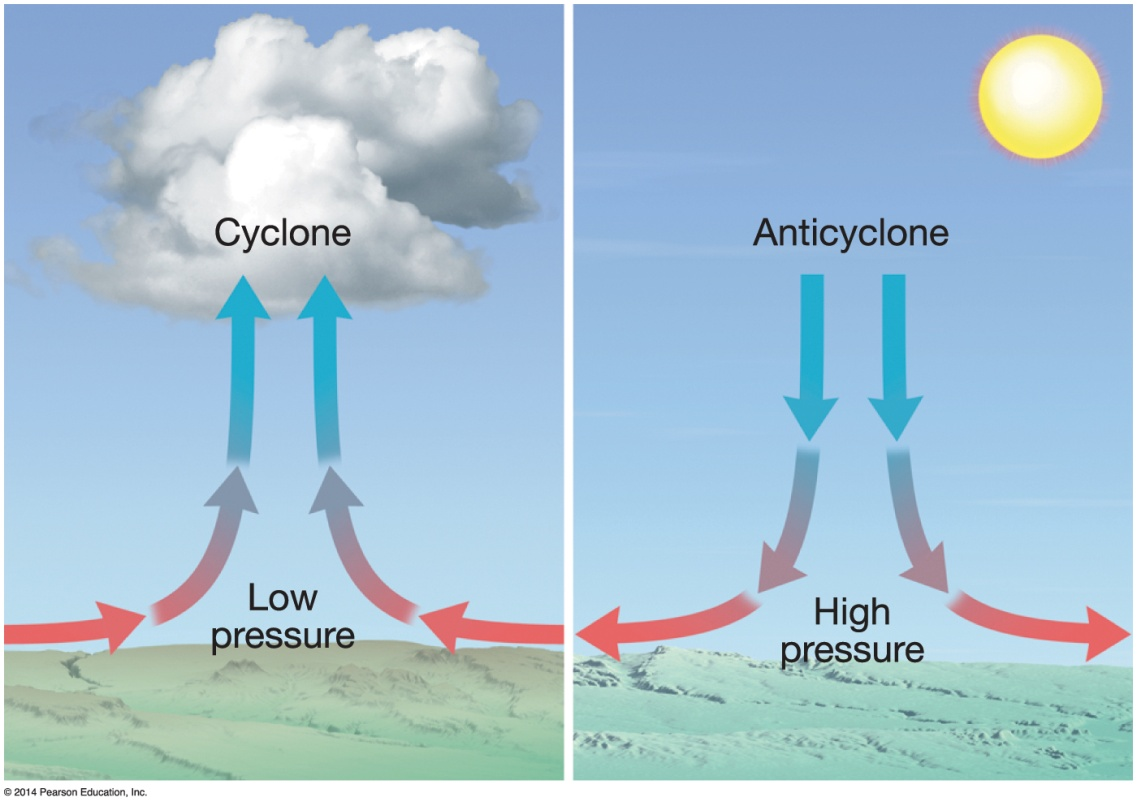 Cyclone
Low
pressure
Anticyclone
High
pressure
© 2014 Pearson Education, Inc.